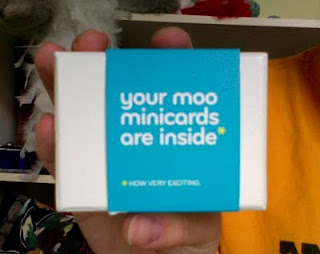 your moo
minicards
are inside*
* HOW VERY EXCITING.